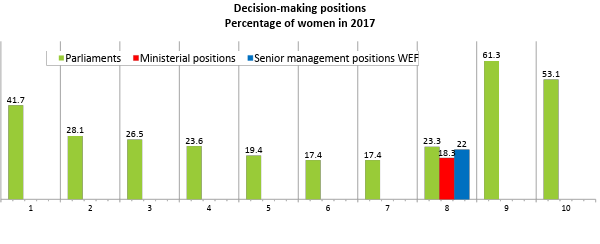 Decision-making positions
Percentage of women in 2017
Parliaments Ministerial positions Senior management positions WEF
41.7 28.1 26.5 23.6 19.4 17.4 17.4 23.3 18.3 22 61.3 53.1
1 2 3 4 5 6 7 8 9 10